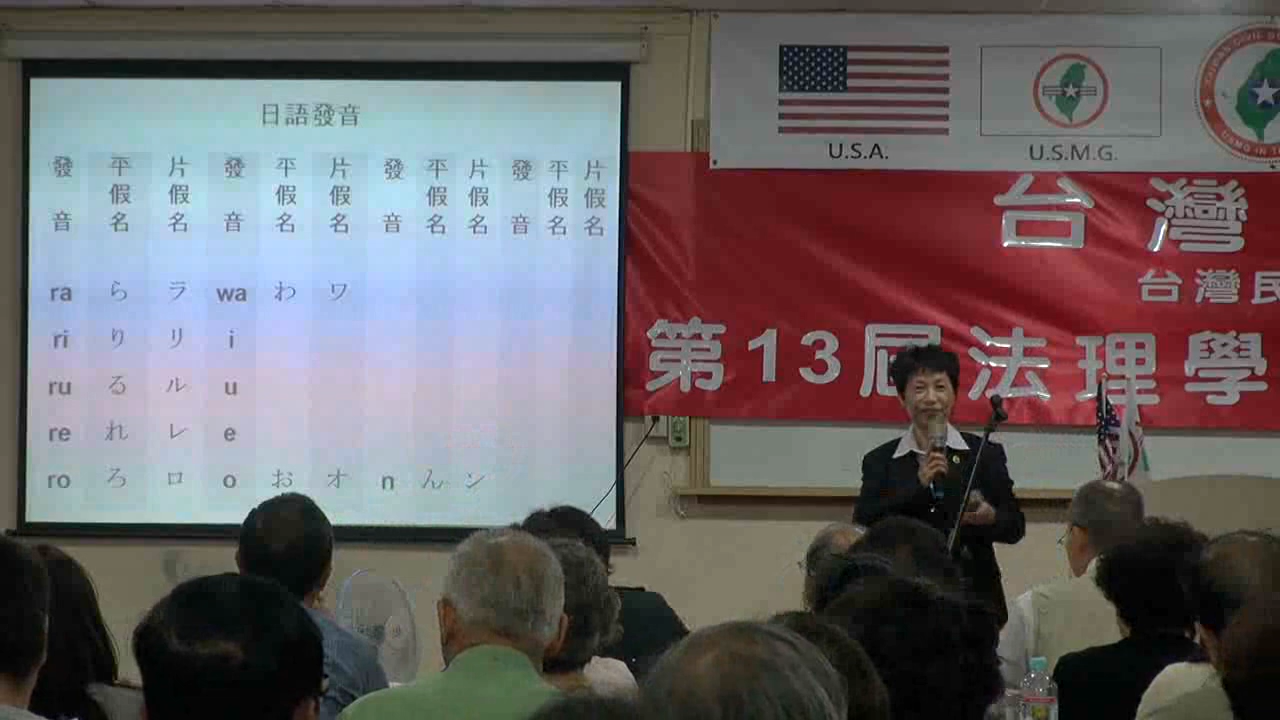 日語發音
發音 平假名 片假名 發音 平假名 片假名 發音 平假名 片假名 發音 平假名 片假名
ra ら ラ wa わ ワ
ri り リ i
ru る ル u
re れ レ e
ro ろ ロ o お オ n ん ン
U.S.A.
U.S.M.G.
台灣
台灣民
第13屆法理學